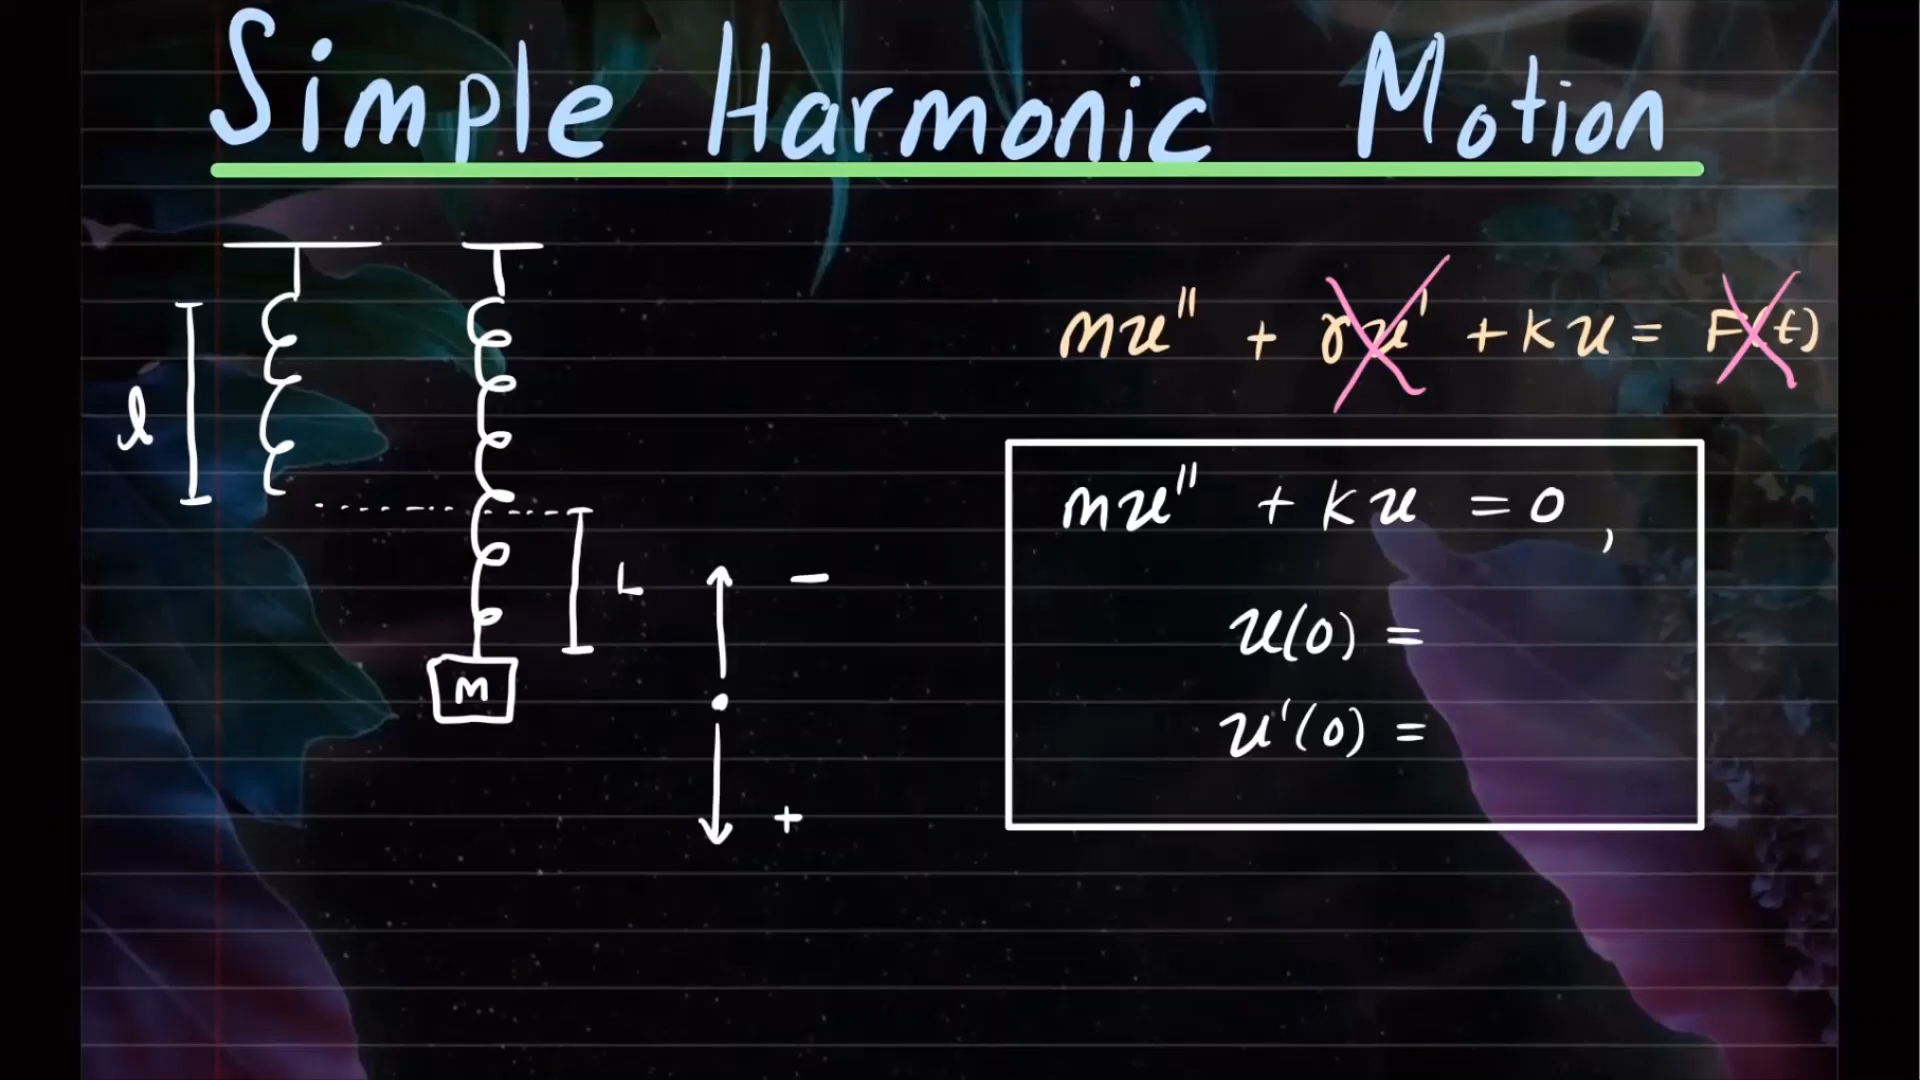 Simple Harmonic Motion
mu" + γu' + ku = F(t)
l
L
M
−
+
mu" + ku = 0 ,
u(0) =
u'(0) =